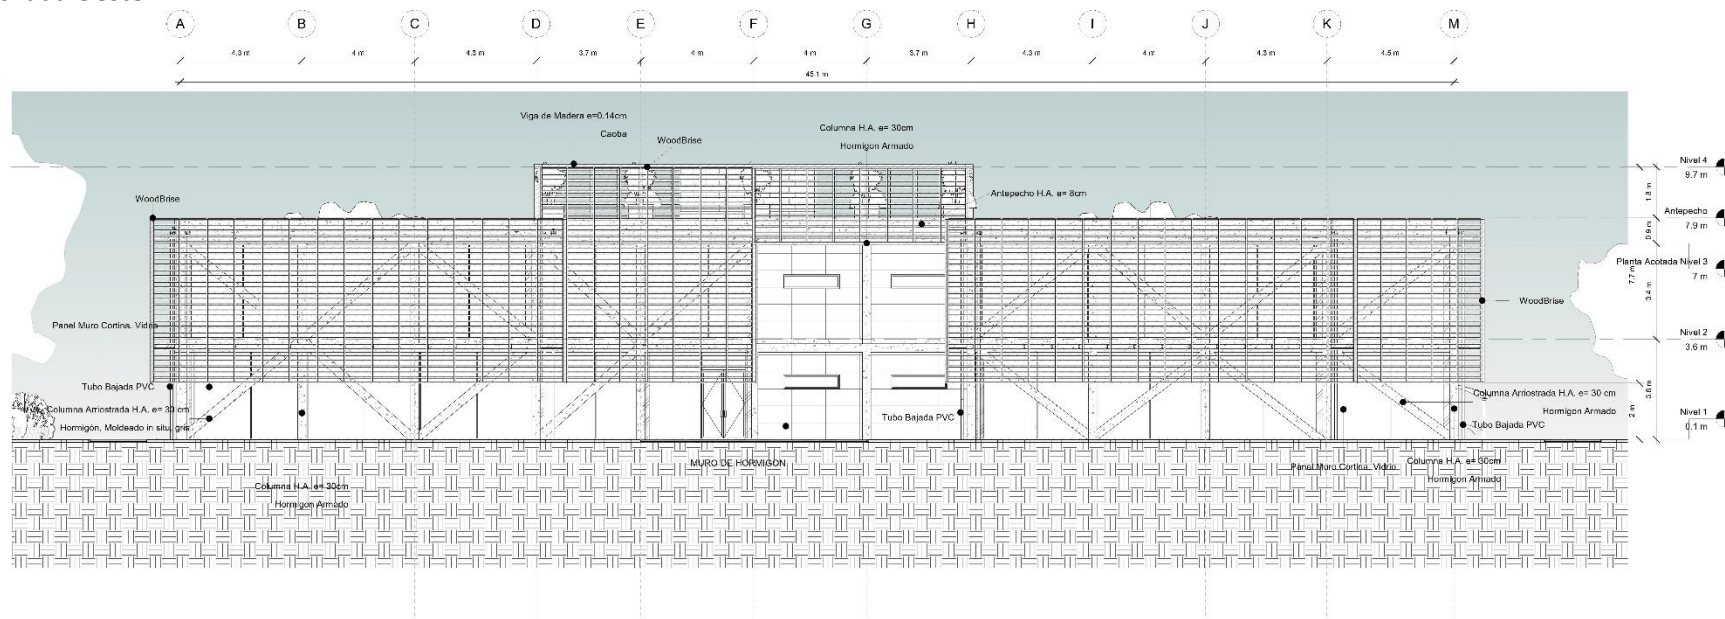 A B C D E F G H I J K M
4.3 m 4 m 4.3 m 3.7 m 4 m 4 m 3.7 m 4.3 m 4 m 4.3 m 4.5 m
45.1 m
Viga de Madera e=0.14cm
Caoba
WoodBrise
Columna H.A. e= 30cm
Hormigon Armado
Nivel 4
9.7 m
1.8 m
Antepecho H.A. e= 8cm
WoodBrise
Antepecho
7.9 m
0.9 m
Planta Acotada Nivel 3
7 m
7.7 m
3.4 m
WoodBrise
Panel Muro Cortina. Vidrio
Nivel 2
3.6 m
Tubo Bajada PVC
3.6 m
2 m
Columna Arriostrada H.A. e= 30 cm
Hormigón, Moldeado in situ, gris
Tubo Bajada PVC
Columna Arriostrada H.A. e= 30 cm
Hormigon Armado
Tubo Bajada PVC
Nivel 1
0.1 m
MURO DE HORMIGON
Panel Muro Cortina. Vidrio
Columna H.A. e= 30cm
Hormigon Armado
Columna H.A. e= 30cm
Hormigon Armado